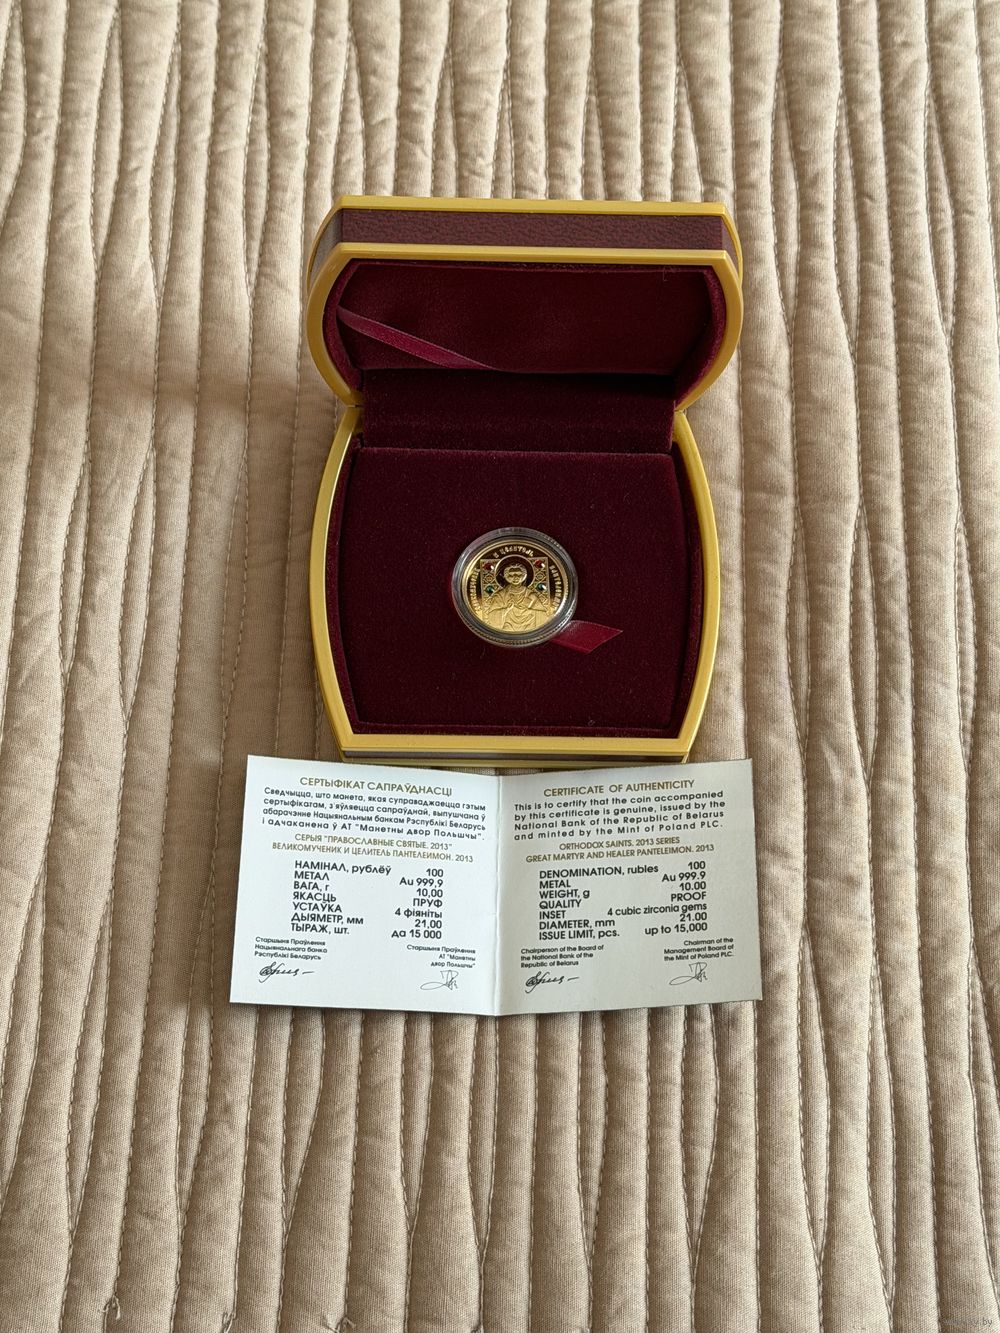 И ЦѢЛИТЕЛЬ
СЕРТЫФІКАТ САПРАЎДНАСЦІ
Сведчыцца, што манета, якая суправаджаецца гэтым
сертыфікатам, з'яўляецца сапраўднай, выпушчана ў
абарачэнне Нацыянальным банкам Рэспублікі Беларусь
і адчаканена ў АТ "Манетны двор Польшчы".
СЕРЫЯ "ПРАВОСЛАВНЫЕ СВЯТЫЕ. 2013"
ВЕЛИКОМУЧЕНИК И ЦЕЛИТЕЛЬ ПАНТЕЛЕИМОН. 2013
НАМІНАЛ, рублёў 100
МЕТАЛ Au 999,9
ВАГА, г 10,00
ЯКАСЦЬ ПРУФ
УСТАЎКА 4 фіяніты
ДЫЯМЕТР, мм 21,00
ТЫРАЖ, шт. да 15 000
Старшыня Праўлення
Нацыянальнага банка
Рэспублікі Беларусь
Старшыня Праўлення
АТ "Манетны
двор Польшчы"
CERTIFICATE OF AUTHENTICITY
This is to certify that the coin accompanied
by this certificate is genuine, issued by the
National Bank of the Republic of Belarus
and minted by the Mint of Poland PLC.
ORTHODOX SAINTS. 2013 SERIES
GREAT MARTYR AND HEALER PANTELEIMON. 2013
DENOMINATION, rubles 100
METAL Au 999.9
WEIGHT, g 10.00
QUALITY PROOF
INSET 4 cubic zirconia gems
DIAMETER, mm 21.00
ISSUE LIMIT, pcs. up to 15,000
Chairperson of the Board of
the National Bank of the
Republic of Belarus
Chairman of the
Management Board of
the Mint of Poland PLC.